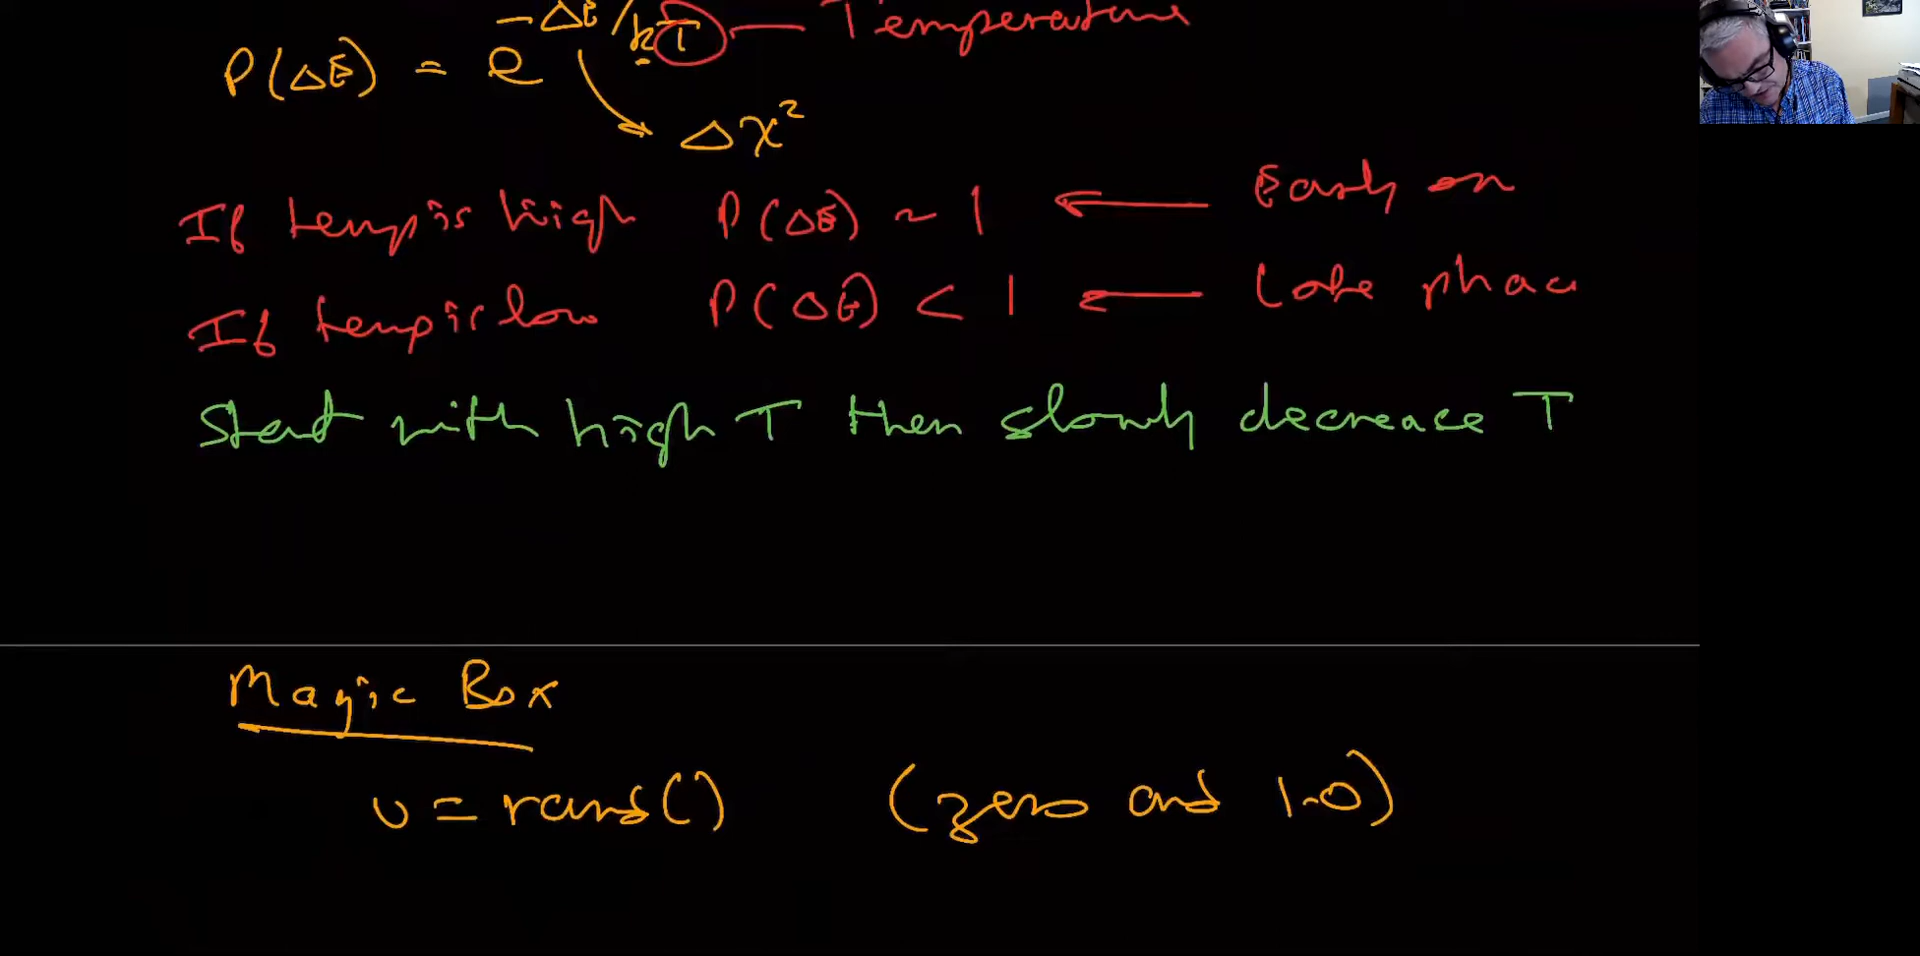 P(ΔE) = e^-ΔE/kT — Temperature
Δχ²
If temp is high P(ΔE) ~ 1 ← Early on
If temp is low P(ΔE) < 1 ← Late phase
Start with high T then slowly decrease T
Magic Box
u = rand() (zero and 1.0)